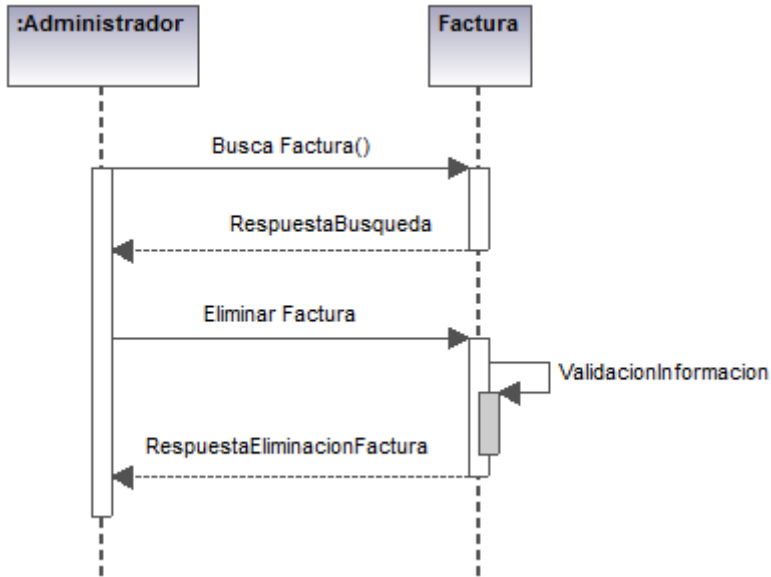 :Administrador
Factura
Busca Factura()
RespuestaBusqueda
Eliminar Factura
ValidacionInformacion
RespuestaEliminacionFactura